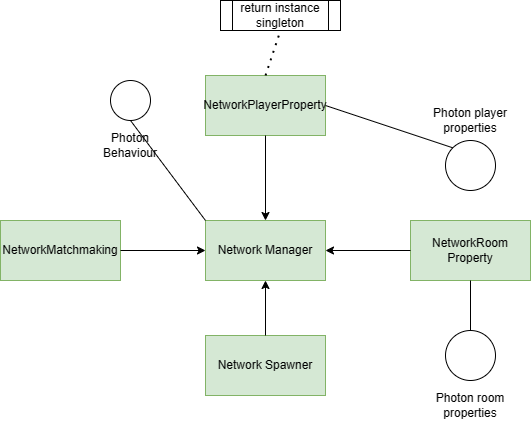 return instance
singleton
NetworkPlayerProperty
Photon player
properties
Photon
Behaviour
NetworkMatchmaking
Network Manager
NetworkRoom
Property
Network Spawner
Photon room
properties